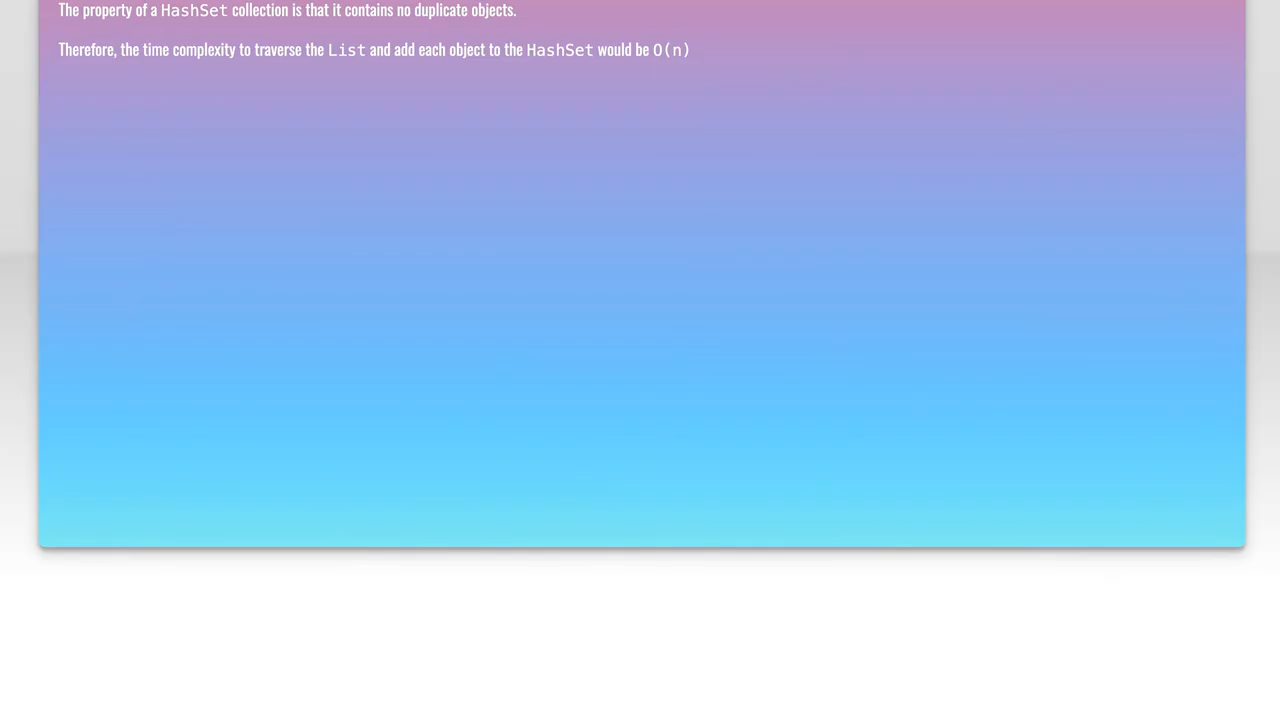 The property of a HashSet collection is that it contains no duplicate objects.
Therefore, the time complexity to traverse the List and add each object to the HashSet would be O(n)